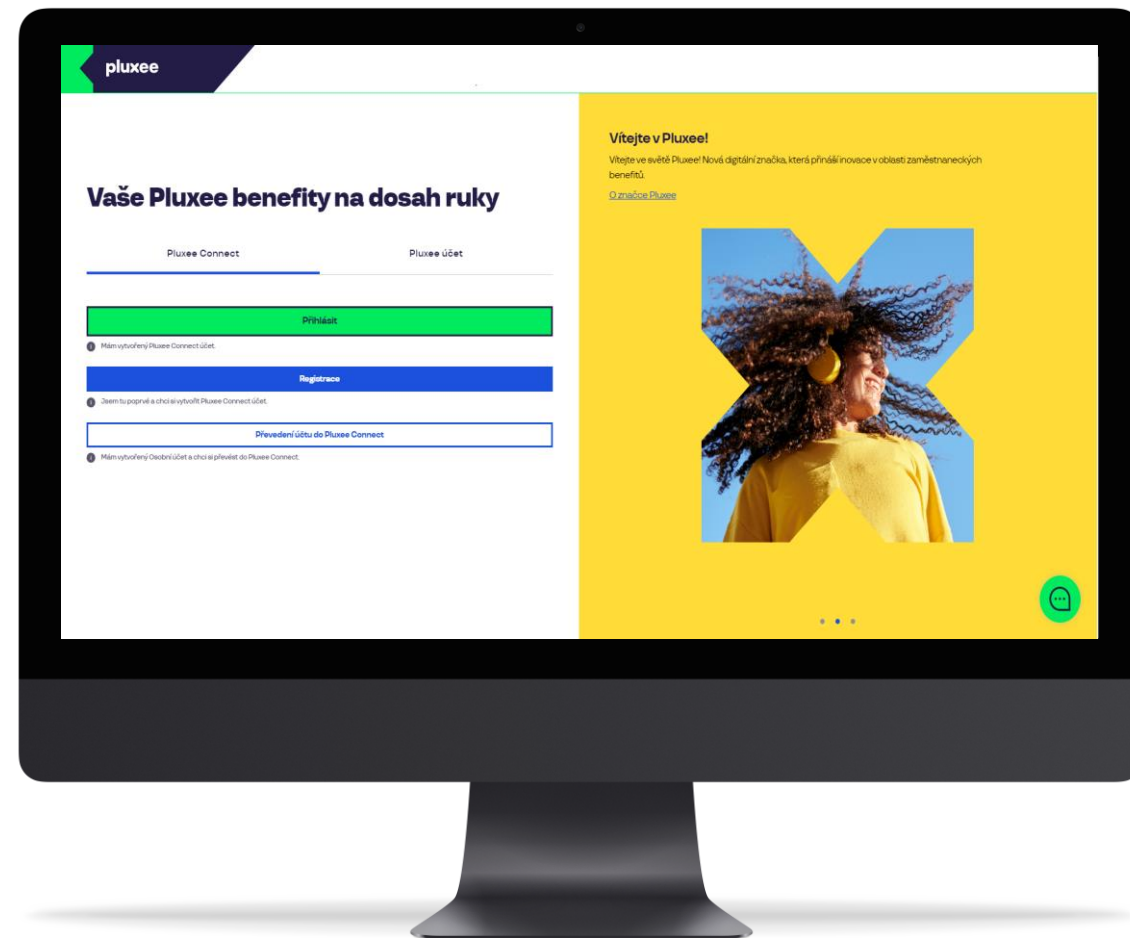 pluxee
Vaše Pluxee benefity na dosah ruky
Pluxee Connect
Pluxee účet
Přihlásit
Mám vytvořený Pluxee Connect účet.
Registrace
Jsem tu poprvé a chci si vytvořit Pluxee Connect účet.
Převedení účtu do Pluxee Connect
Mám vytvořený Osobní účet a chci si převést do Pluxee Connect.
Vítejte v Pluxee!
Vítejte ve světě Pluxee! Nová digitální značka, která přináší inovace v oblasti zaměstnaneckých
benefitů.
O značce Pluxee